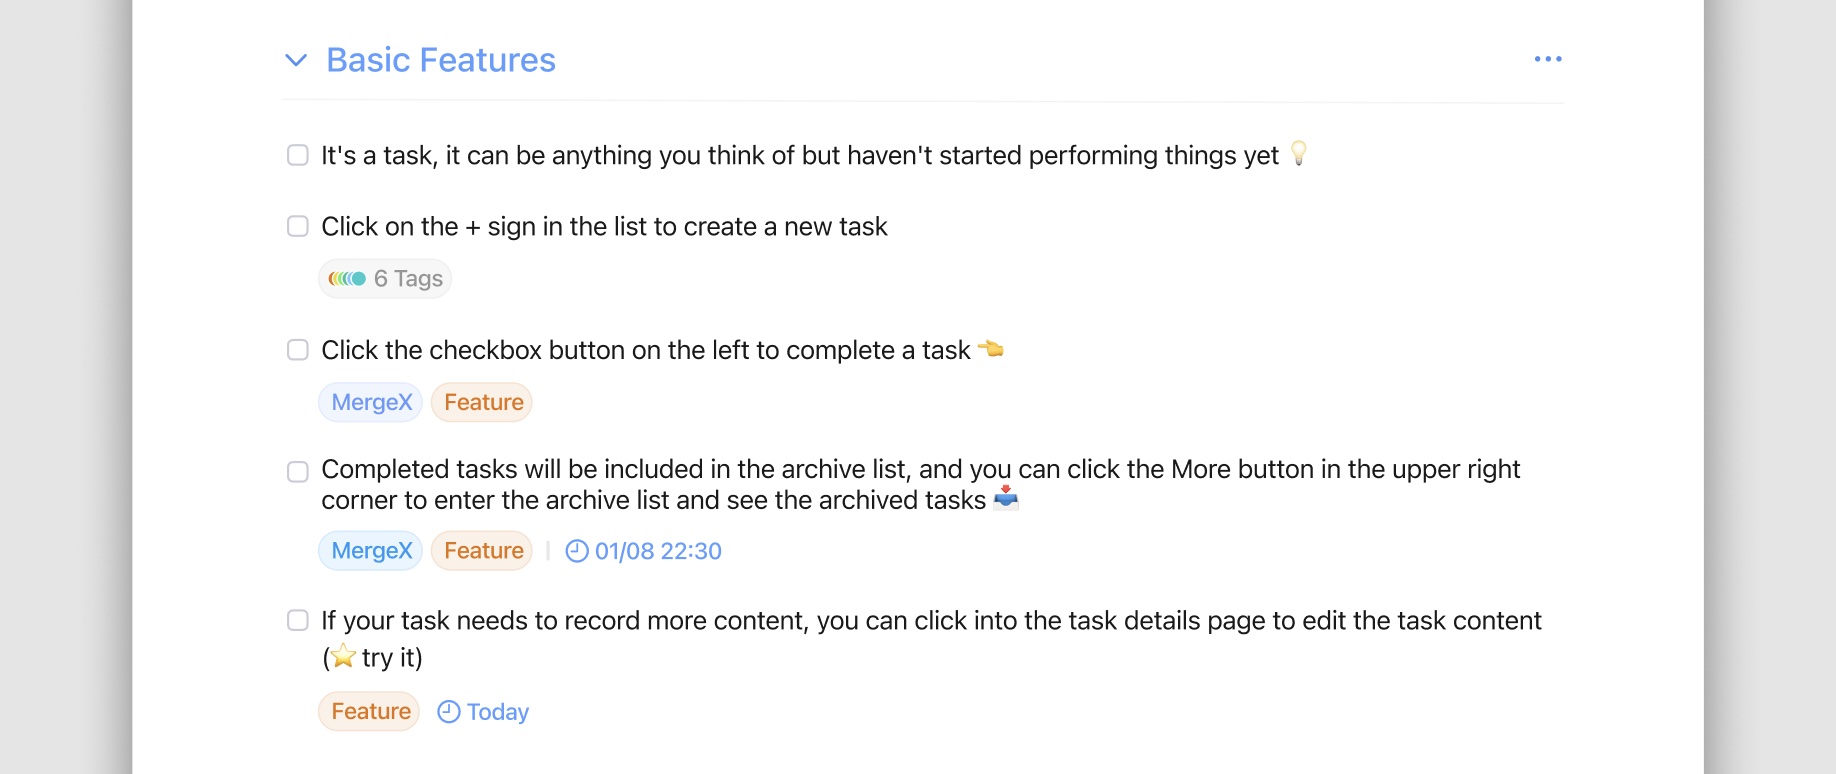 Basic Features
It's a task, it can be anything you think of but haven't started performing things yet 💡
Click on the + sign in the list to create a new task
6 Tags
Click the checkbox button on the left to complete a task 👈
MergeX Feature
Completed tasks will be included in the archive list, and you can click the More button in the upper right
corner to enter the archive list and see the archived tasks 📥
MergeX Feature | 01/08 22:30
If your task needs to record more content, you can click into the task details page to edit the task content
(⭐ try it)
Feature Today